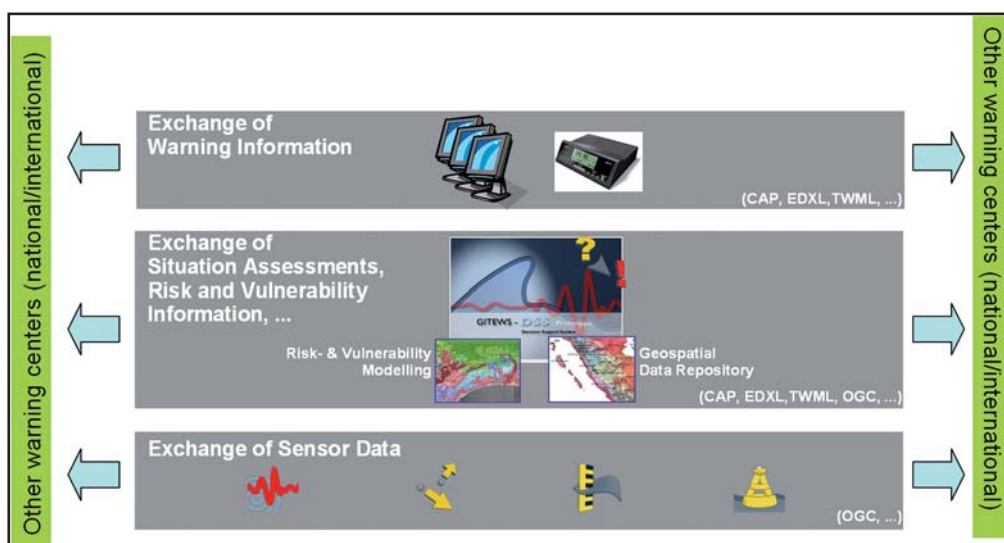 Other warning centers (national/international)
Exchange of
Warning Information
(CAP, EDXL,TWML, ...)
Exchange of
Situation Assessments,
Risk and Vulnerability
Information, ...
?
!
GITEWS - DSS
Risk- & Vulnerability
Modelling
Geospatial
Data Repository
(CAP, EDXL,TWML, OGC, ...)
Exchange of Sensor Data
(OGC, ...)
Other warning centers (national/international)